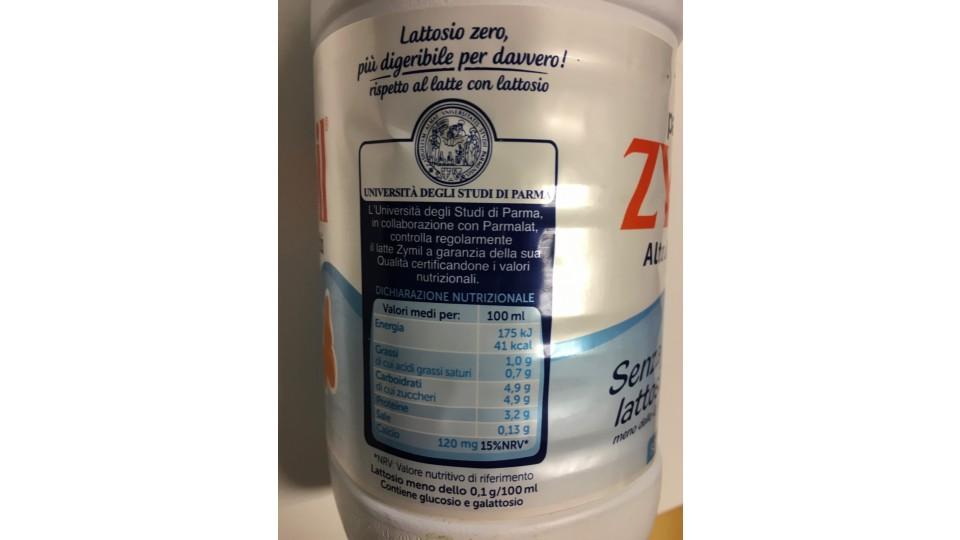 Lattosio zero,
più digeribile per davvero!
rispetto al latte con lattosio
UNIVERSITÀ DEGLI STUDI DI PARMA
L'Università degli Studi di Parma,
in collaborazione con Parmalat,
controlla regolarmente
il latte Zymil a garanzia della sua
Qualità certificandone i valori
nutrizionali.
DICHIARAZIONE NUTRIZIONALE
Valori medi per: 100 ml
Energia 175 kJ
41 kcal
Grassi 1,0 g
di cui acidi grassi saturi 0,7 g
Carboidrati 4,9 g
di cui zuccheri 4,9 g
Proteine 3,2 g
Sale 0,13 g
Calcio 120 mg 15%NRV*
*NRV: Valore nutritivo di riferimento
Lattosio meno dello 0,1 g/100 ml
Contiene glucosio e galattosio
ZY
Senza
lattos
meno dello